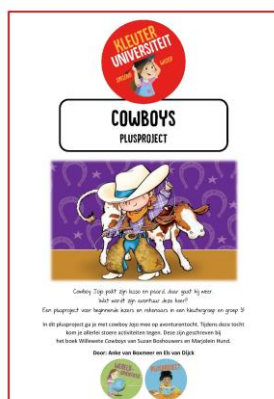 KLEUTER
UNIVERSITEIT
COWBOYS
PLUSPROJECT
Cowboy Jojo pakt zijn lasso en paard, daar gaat hij weer.
Wat wordt zijn avontuur deze keer?
Een plusproject voor beginnende lezers en rekenaars in een kleutergroep en groep 3!
In dit plusproject ga je met cowboy Jojo mee op avonturentocht. Tijdens deze tocht
kom je allerlei stoere activiteiten tegen. Deze zijn geschreven bij
het boek Willewete Cowboys van Suzan Boshouwers en Marjolein Hund.
Door: Anke van Boxmeer en Els van Dijck